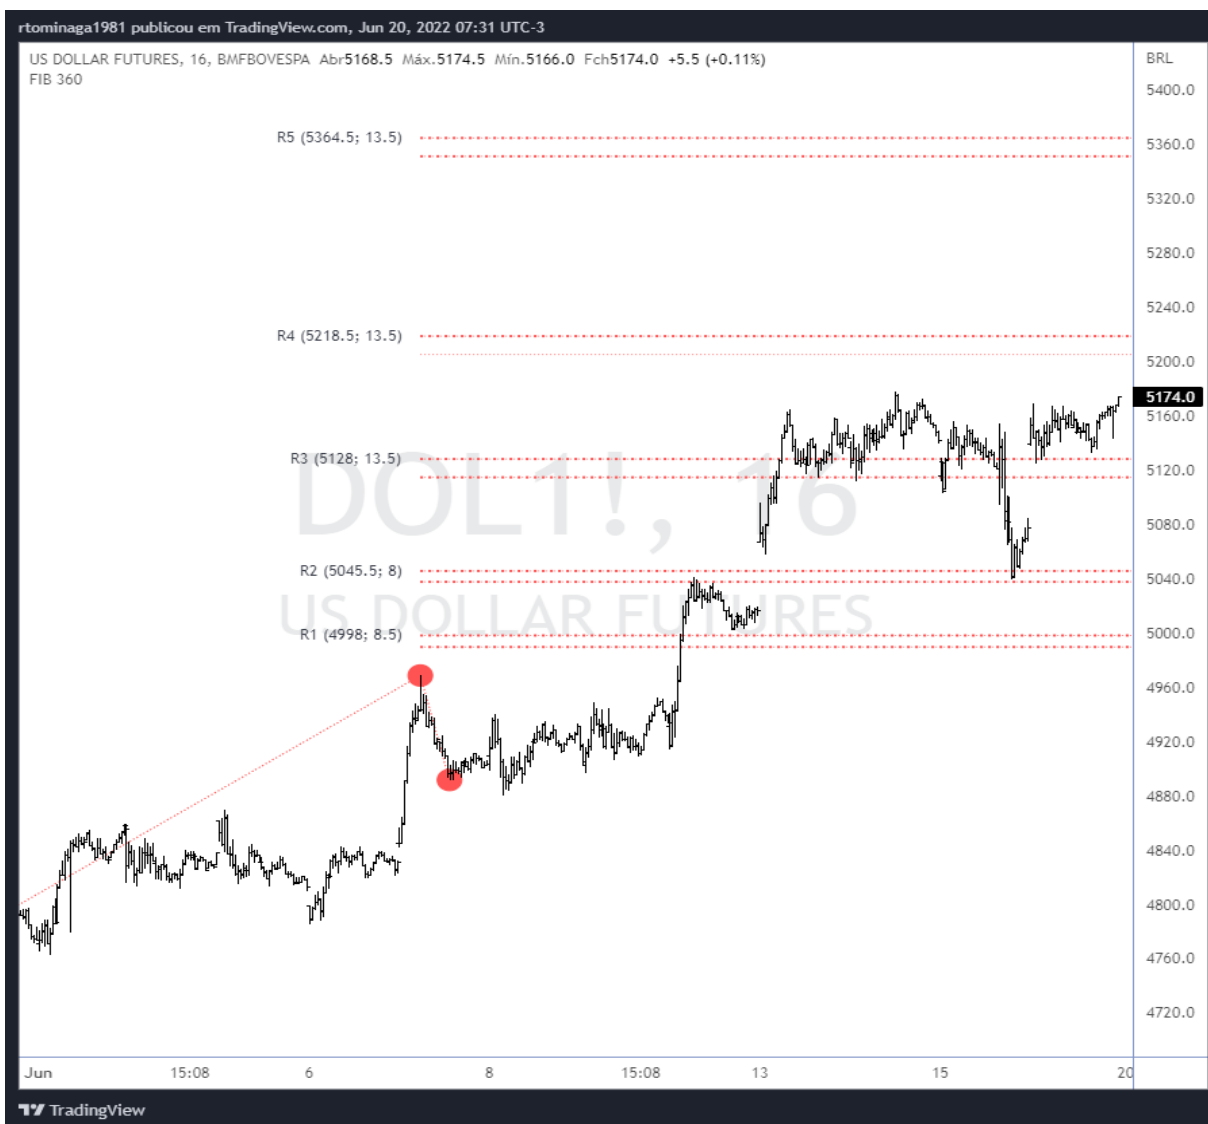 rtominaga1981 publicou em TradingView.com, Jun 20, 2022 07:31 UTC-3
US DOLLAR FUTURES, 16, BMFBOVESPA Abr5168.5 Máx.5174.5 Mín.5166.0 Fch5174.0 +5.5 (+0.11%)
BRL
FIB 360
5400.0
R5 (5364.5; 13.5)
5360.0
5320.0
5280.0
5240.0
R4 (5218.5; 13.5)
5200.0
5174.0
5160.0
R3 (5128; 13.5)
5120.0
DOL1!, 16
5080.0
R2 (5045.5; 8)
5040.0
US DOLLAR FUTURES
R1 (4998; 8.5)
5000.0
4960.0
4920.0
4880.0
4840.0
4800.0
4760.0
4720.0
Jun 15:08 6 8 15:08 13 15 20
TradingView